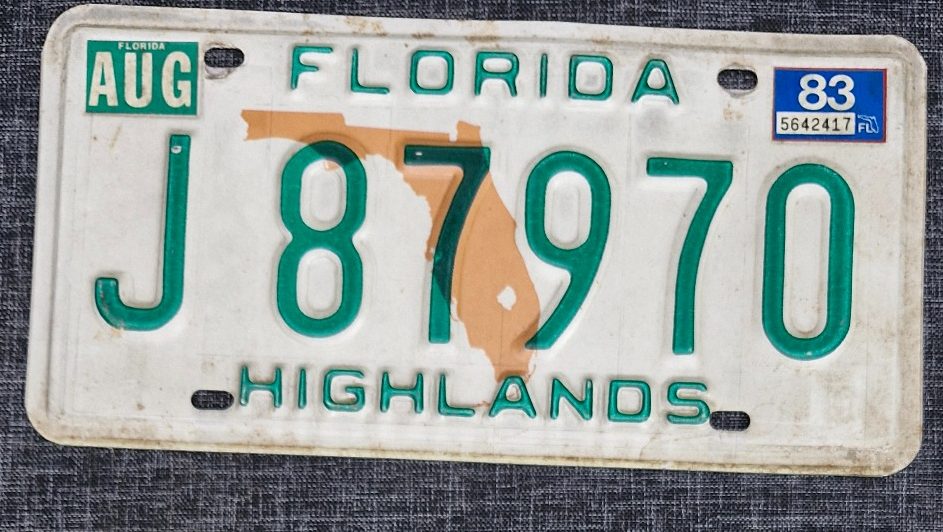 FLORIDA
AUG
FLORIDA
83
5642417 FL
J 87970
HIGHLANDS